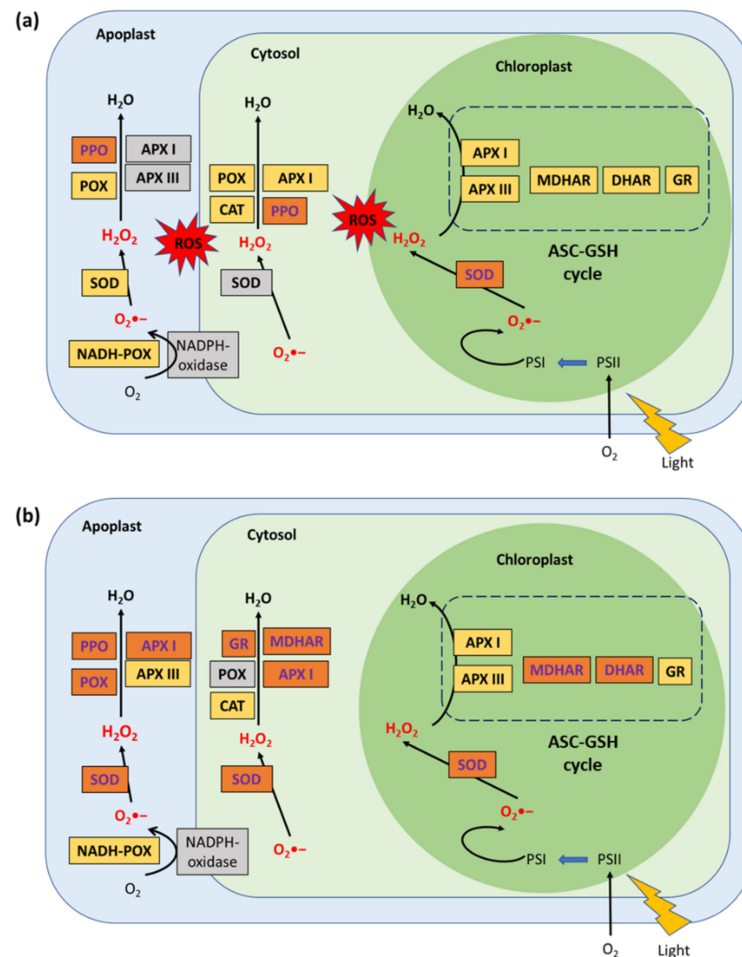 (a)
Apoplast
Cytosol
Chloroplast
H₂O
H₂O
H₂O
PPO
APX I
POX
APX III
POX
APX I
CAT
PPO
APX I
APX III
MDHAR
DHAR
GR
ROS
ROS
H₂O₂
H₂O₂
H₂O₂
ASC-GSH
cycle
SOD
SOD
SOD
O₂•−
O₂•−
O₂•−
NADH-POX
NADPH-
oxidase
O₂
PSI
PSII
O₂
Light
(b)
Apoplast
Cytosol
Chloroplast
H₂O
H₂O
H₂O
PPO
APX I
POX
APX III
GR
MDHAR
POX
APX I
CAT
APX I
APX III
MDHAR
DHAR
GR
H₂O₂
H₂O₂
H₂O₂
ASC-GSH
cycle
SOD
SOD
SOD
O₂•−
O₂•−
O₂•−
NADH-POX
NADPH-
oxidase
O₂
PSI
PSII
O₂
Light